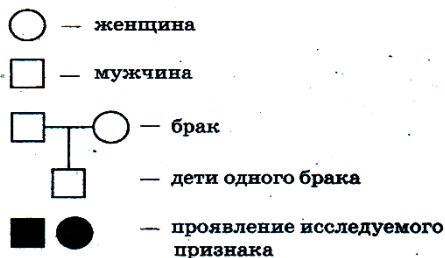 — женщина
— мужчина
— брак
— дети одного брака
— проявление исследуемого
признака